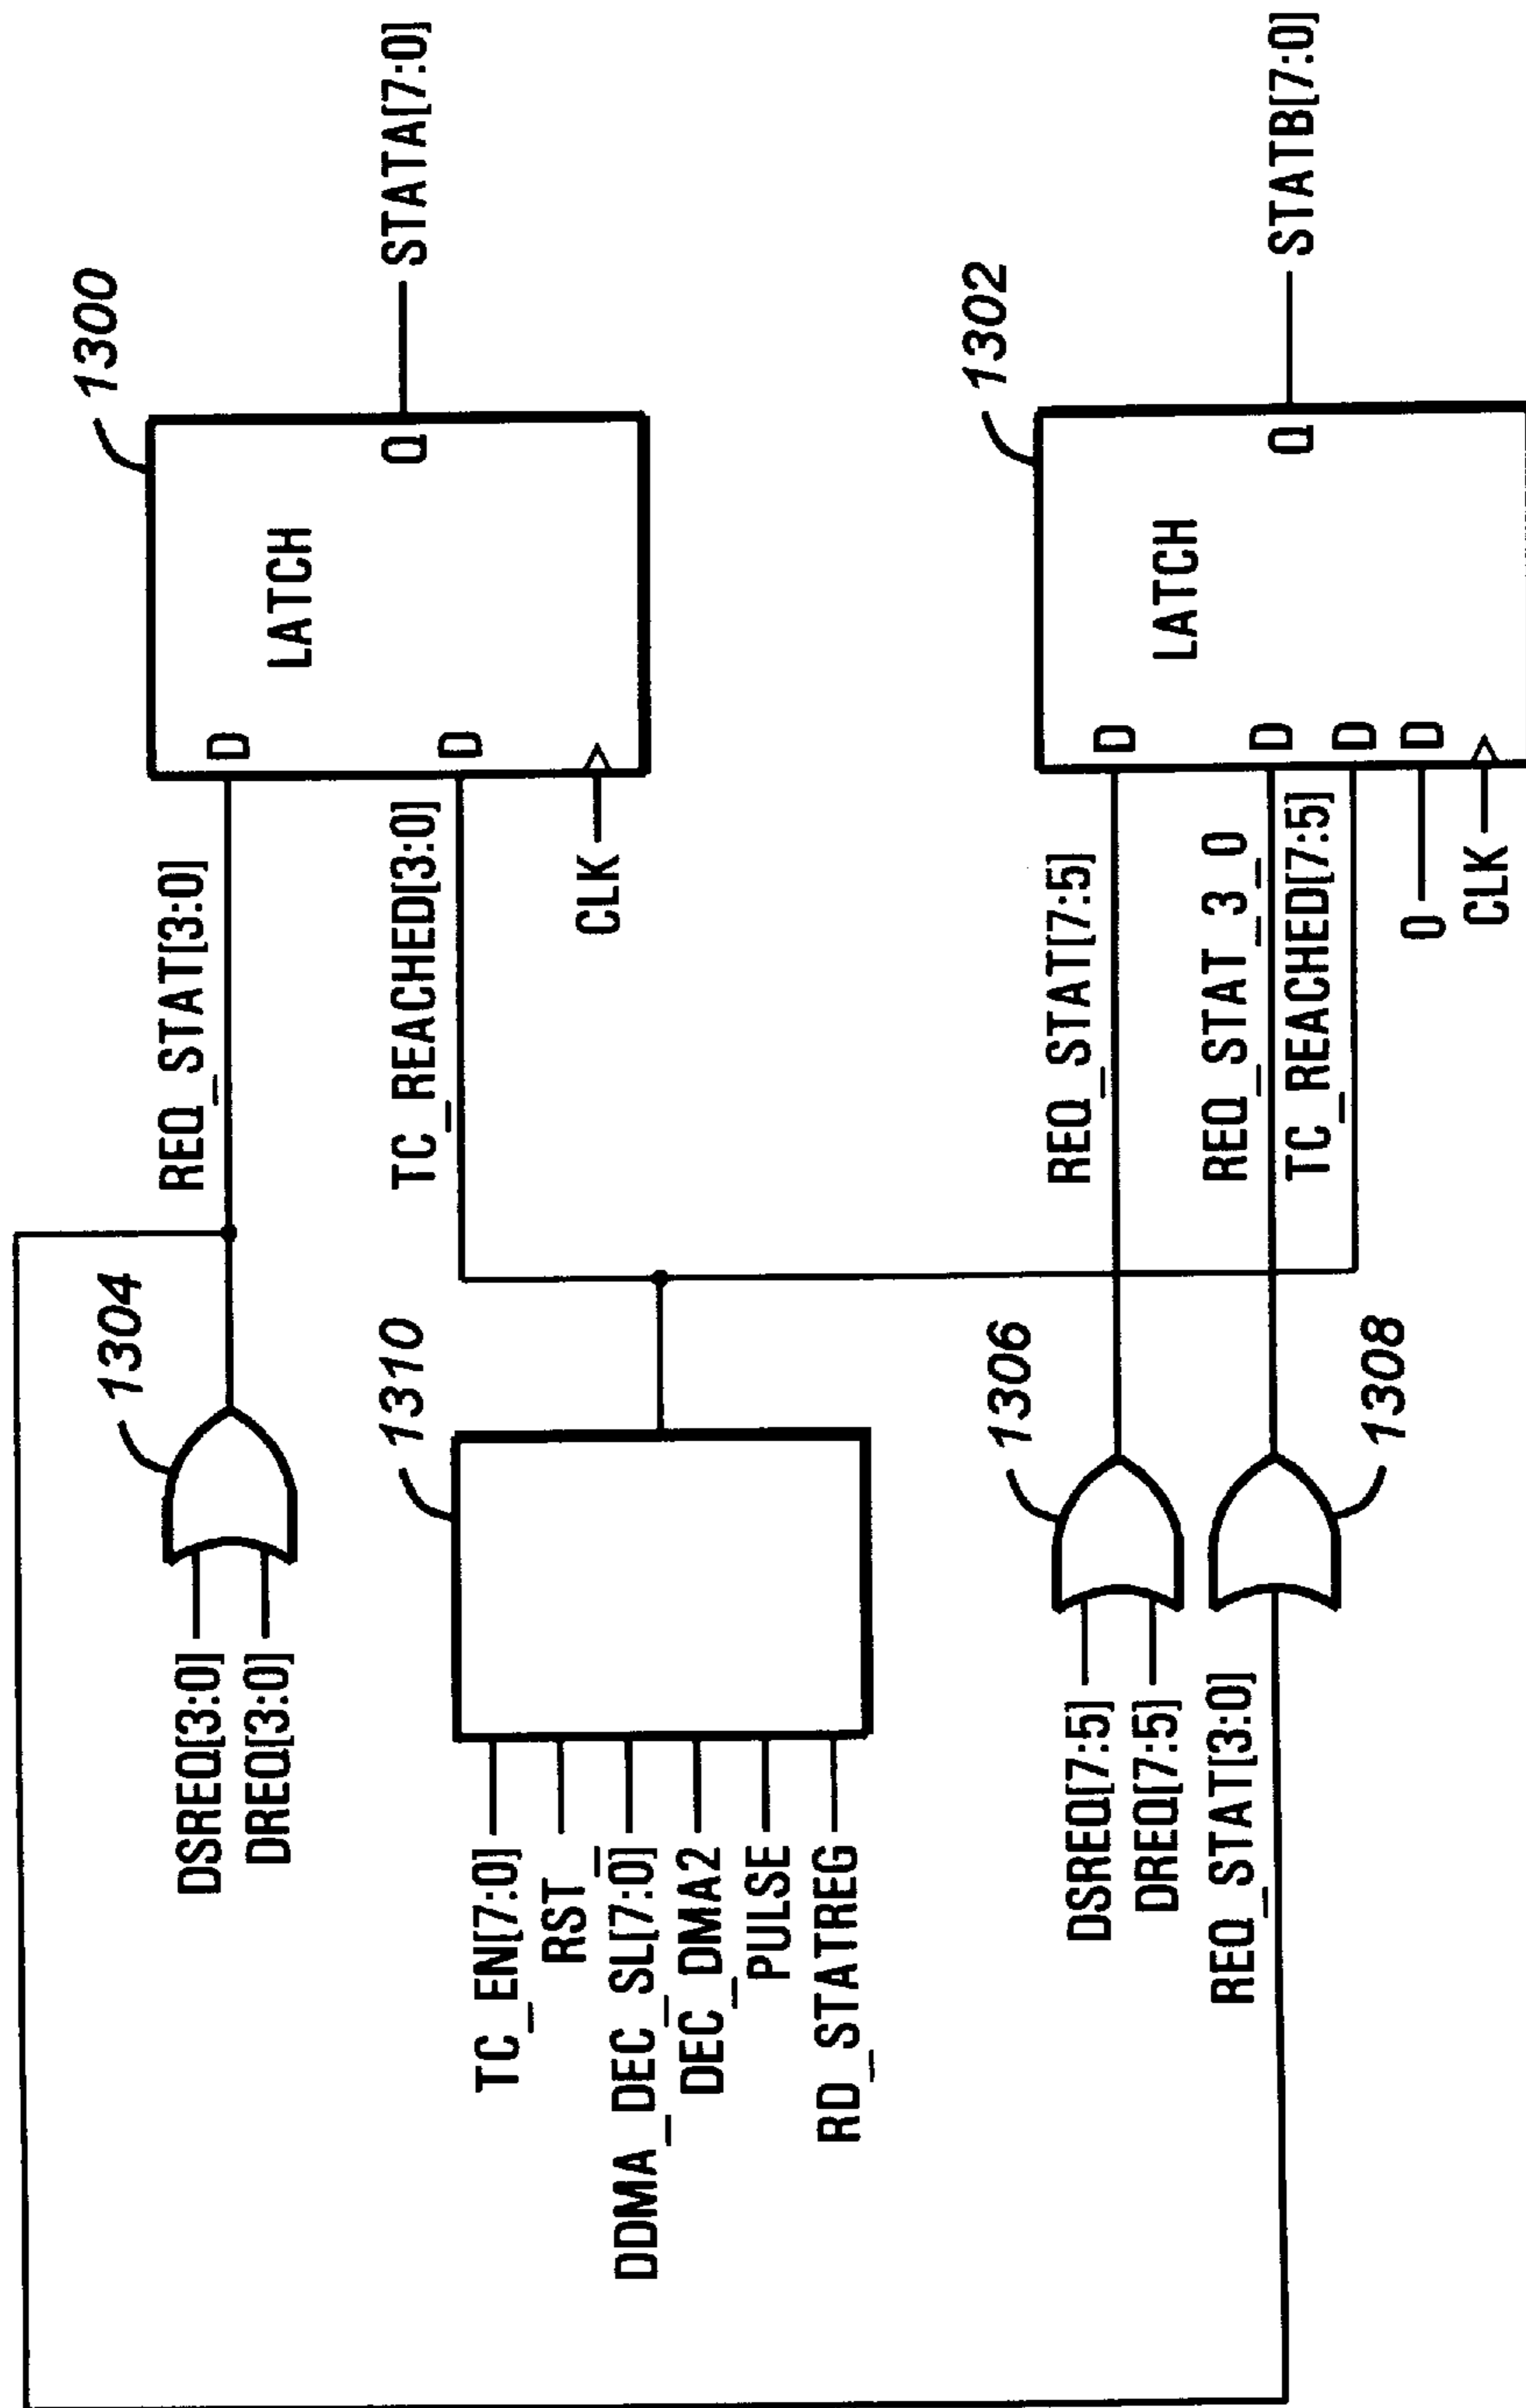 DSREQ[3:0]
DREQ[3:0]
1304
REQ_STAT[3:0]
D
1300
LATCH
Q
STATA[7:0]
TC_REACHED[3:0]
D
CLK
1310
TC_EN[7:0]
RST_
DDMA_DEC_SL[7:0]
DEC_DMA2
PULSE
RD_STATREG
DSREQ[7:5]
DREQ[7:5]
1306
REQ_STAT[7:5]
D
1302
LATCH
Q
STATB[7:0]
REQ_STAT[3:0]
1308
REQ_STAT_3_0
D
TC_REACHED[7:5]
D
0
D
CLK